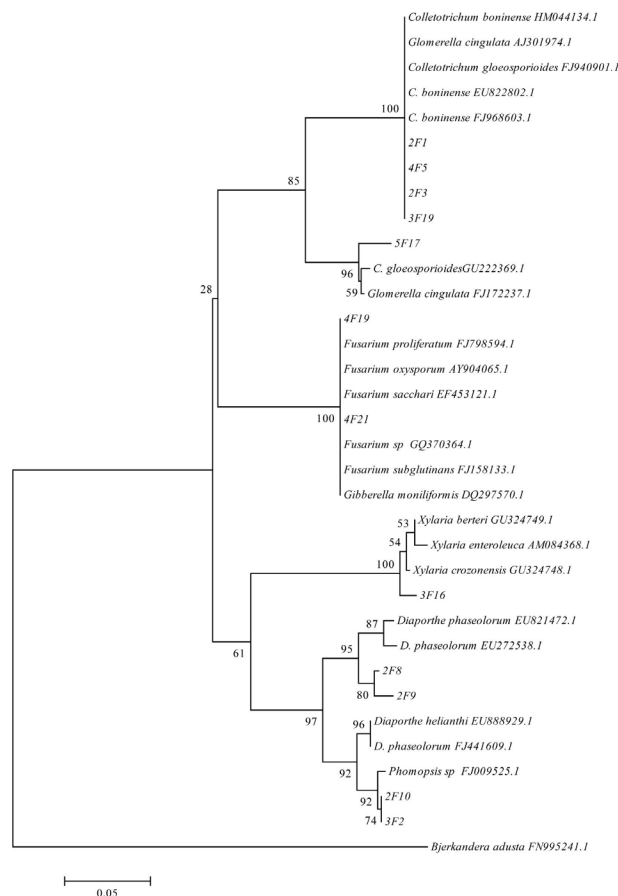 Colletotrichum boninense HM044134.1
Glomerella cingulata AJ301974.1
Colletotrichum gloeosporioides FJ940901.1
C. boninense EU822802.1
100
C. boninense FJ968603.1
2F1
4F5
2F3
85
3F19
5F17
96
C. gloeosporioidesGU222369.1
59
Glomerella cingulata FJ172237.1
28
4F19
Fusarium proliferatum FJ798594.1
Fusarium oxysporum AY904065.1
Fusarium sacchari EF453121.1
100
4F21
Fusarium sp GQ370364.1
Fusarium subglutinans FJ158133.1
Gibberella moniliformis DQ297570.1
53
Xylaria berteri GU324749.1
54
Xylaria enteroleuca AM084368.1
100
Xylaria crozonensis GU324748.1
3F16
87
Diaporthe phaseolorum EU821472.1
95
D. phaseolorum EU272538.1
61
2F8
80
2F9
97
96
Diaporthe helianthi EU888929.1
D. phaseolorum FJ441609.1
92
Phomopsis sp FJ009525.1
92
2F10
74
3F2
Bjerkandera adusta FN995241.1
0.05